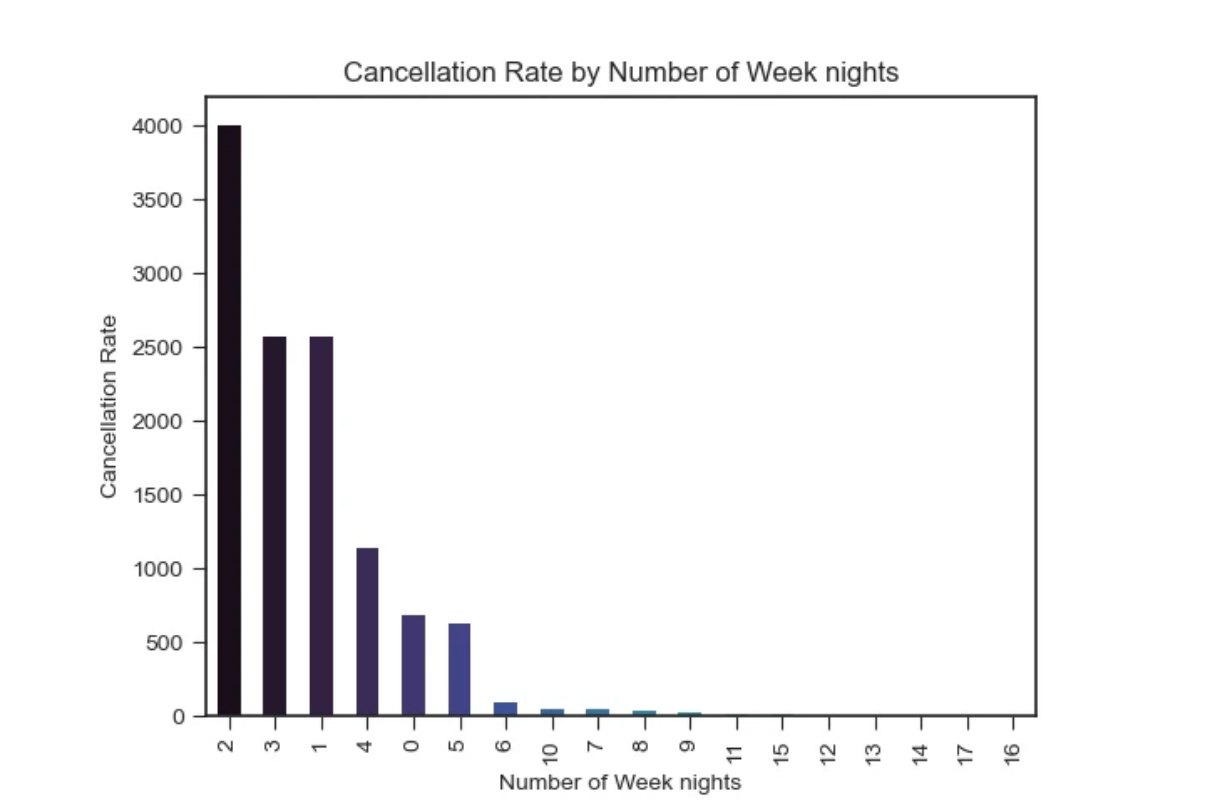 Cancellation Rate by Number of Week nights
4000
3500
3000
2500
2000
1500
1000
500
0
Cancellation Rate
2 3 1 4 0 5 6 10 7 8 9 11 15 12 13 14 17 16
Number of Week nights